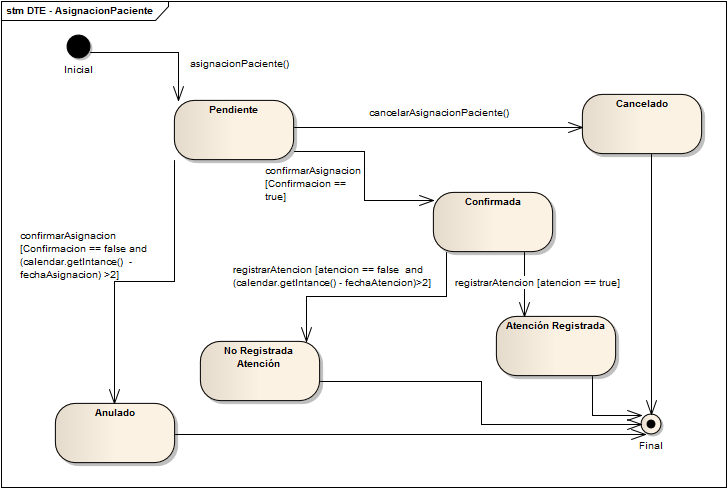 stm DTE - AsignacionPaciente
Inicial
asignacionPaciente()
Pendiente
cancelarAsignacionPaciente()
Cancelado
confirmarAsignacion
[Confirmacion ==
true]
Confirmada
confirmarAsignacion
[Confirmacion == false and
(calendar.getIntance() -
fechaAsignacion) >2]
registrarAtencion [atencion == false and
(calendar.getIntance() - fechaAtencion)>2]
registrarAtencion [atencion == true]
Atención Registrada
No Registrada
Atención
Anulado
Final